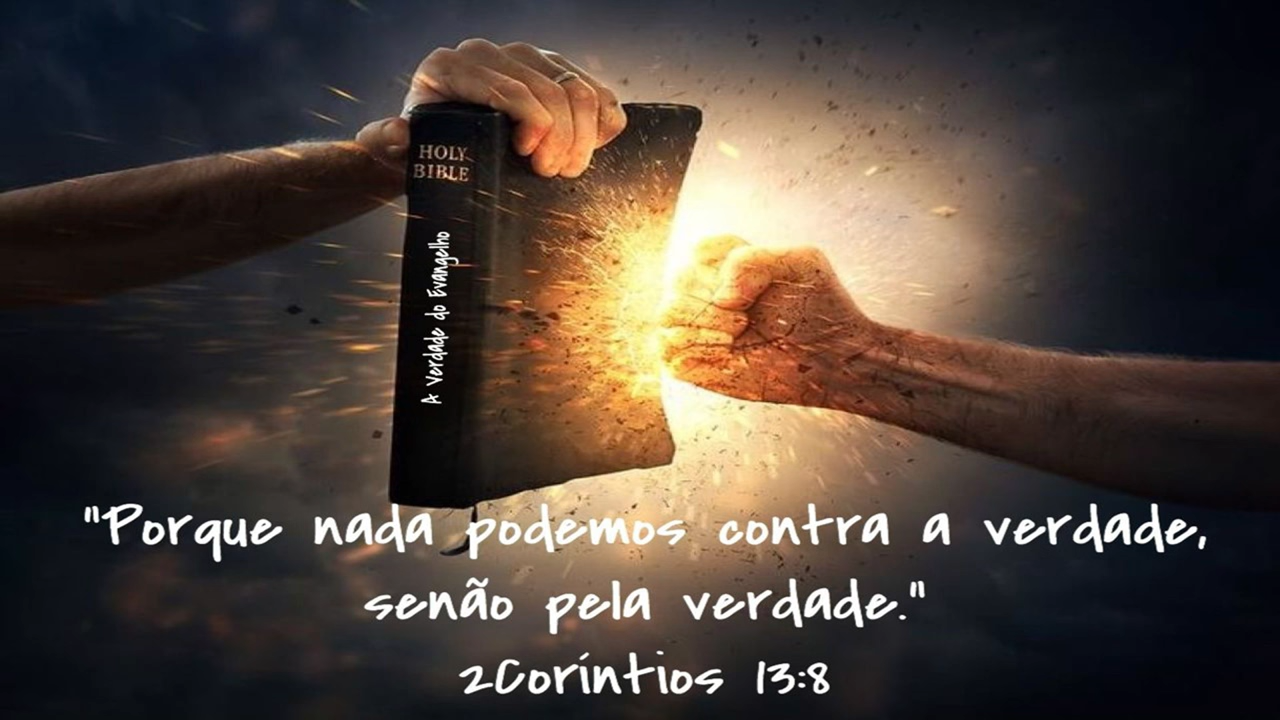 HOLY
BIBLE
A Verdade do Evangelho
"Porque nada podemos contra a verdade,
senão pela verdade."
2Coríntios 13:8